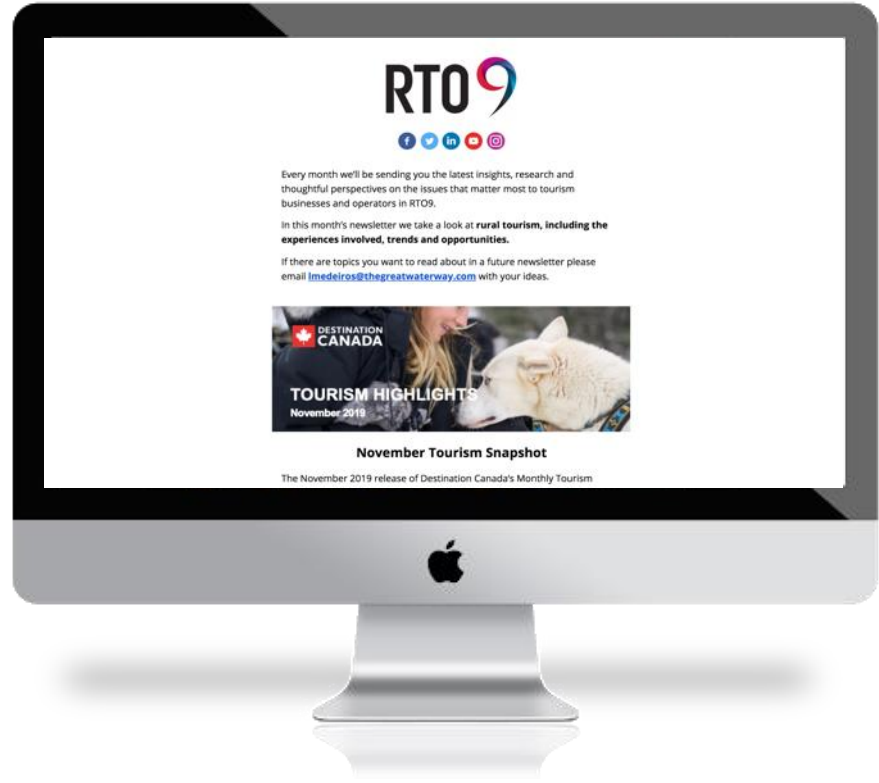 RTO 9
Every month we'll be sending you the latest insights, research and
thoughtful perspectives on the issues that matter most to tourism
businesses and operators in RTO9.
In this month's newsletter we take a look at rural tourism, including the
experiences involved, trends and opportunities.
If there are topics you want to read about in a future newsletter please
email lmedeiros@thegreatwaterway.com with your ideas.
DESTINATION
CANADA
TOURISM HIGHLIGHTS
November 2019
November Tourism Snapshot
The November 2019 release of Destination Canada's Monthly Tourism